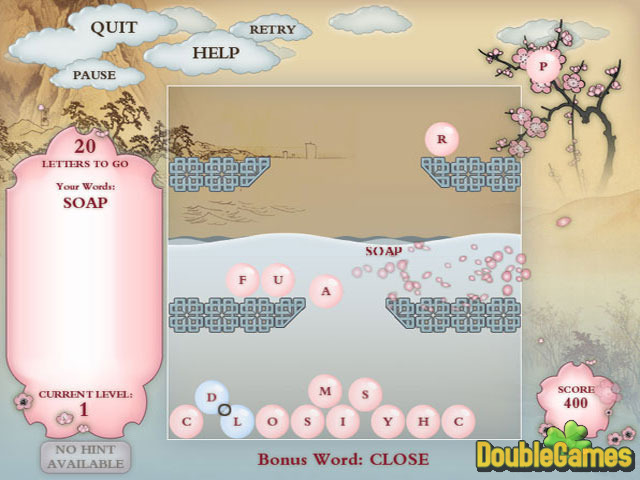 QUIT
RETRY
HELP
PAUSE
P
R
20
LETTERS TO GO
Your Words:
SOAP
SOAP
F U A
D
M S
C L O S I Y H C
CURRENT LEVEL:
1
NO HINT
AVAILABLE
SCORE
400
Bonus Word: CLOSE
DoubleGames